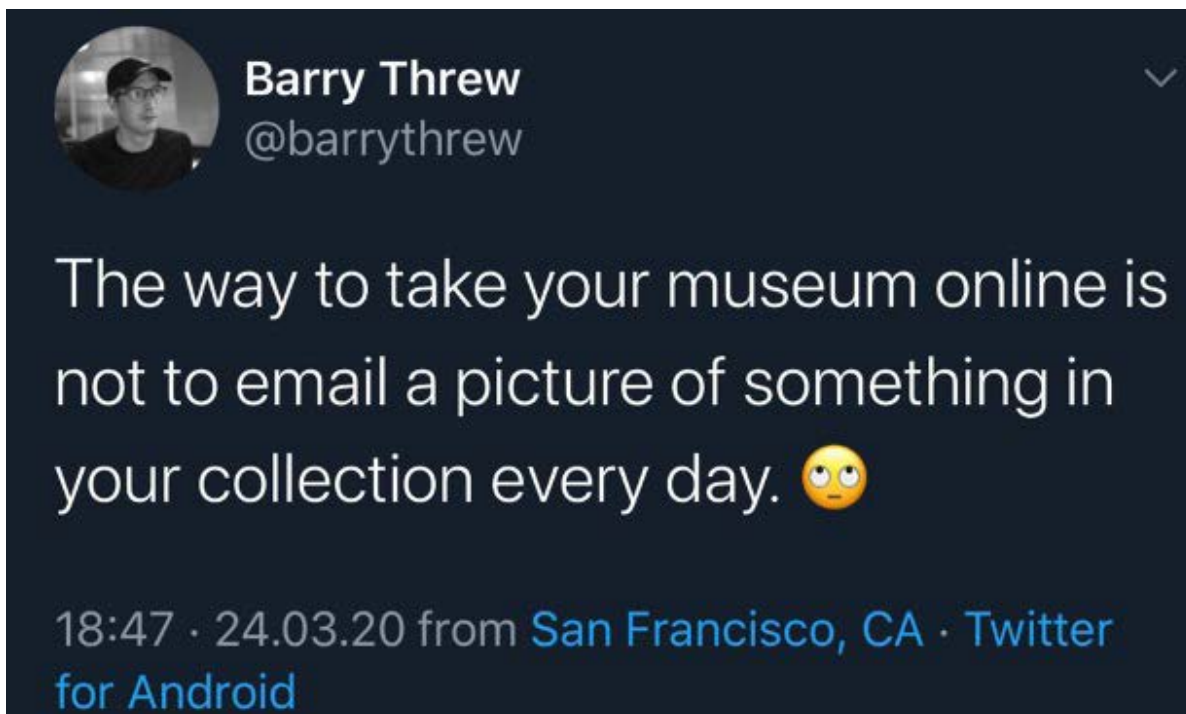 Barry Threw
@barrythrew
The way to take your museum online is
not to email a picture of something in
your collection every day. 🙄
18:47 · 24.03.20 from San Francisco, CA · Twitter
for Android